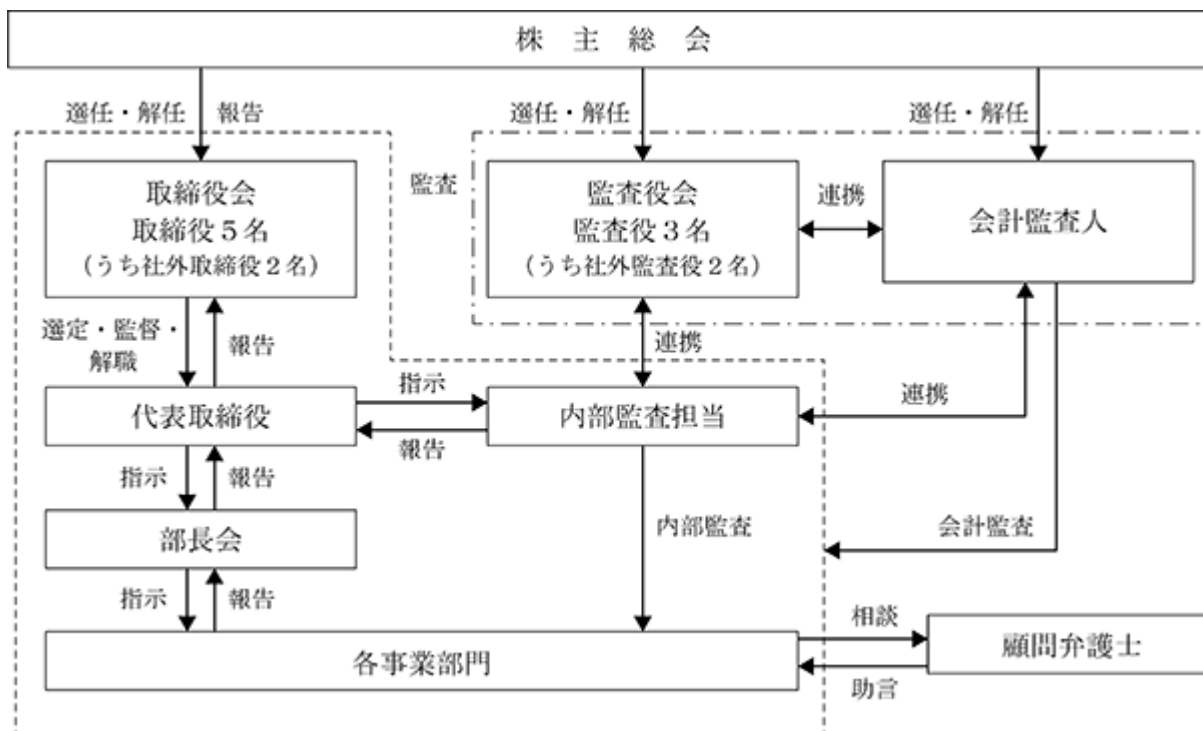 株主総会
選任・解任
報告
選任・解任
選任・解任
取締役会
取締役5名
(うち社外取締役2名)
監査
監査役会
監査役3名
(うち社外監査役2名)
連携
会計監査人
選定・監督・
解職
報告
連携
代表取締役
指示
報告
内部監査担当
連携
指示
報告
部長会
内部監査
会計監査
指示
報告
各事業部門
相談
助言
顧問弁護士